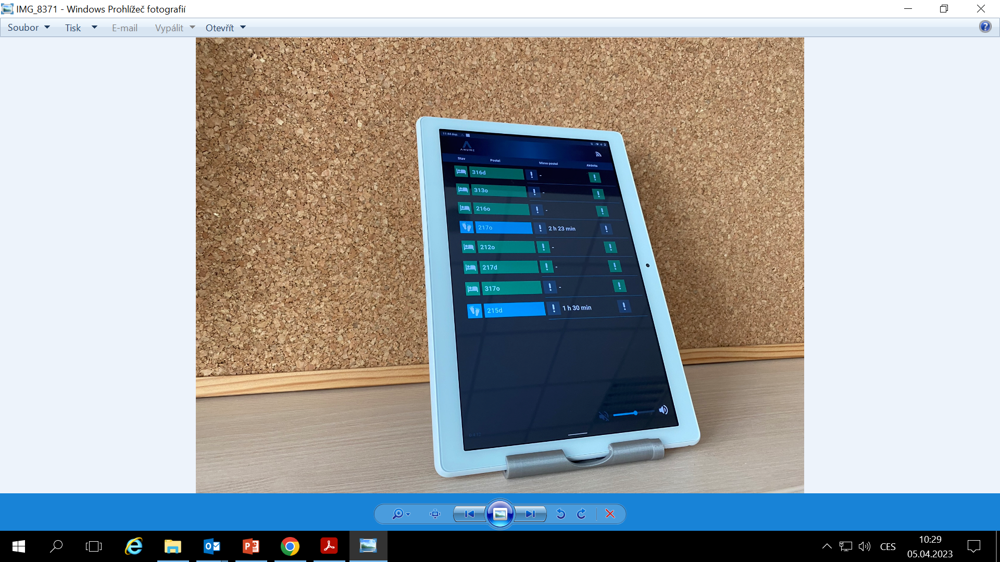 IMG_8371 - Windows Prohlížeč fotografií
Soubor Tisk E-mail Vypálit Otevřít
11:44 dop.
ANUME
Stav Postel Mimo postel Aktivita
316d ! - !
313o ! - !
216o ! - !
217o ! 2 h 23 min !
212o ! - !
217d ! - !
317o ! - !
215d ! 1 h 30 min !
CES
10:29
05.04.2023